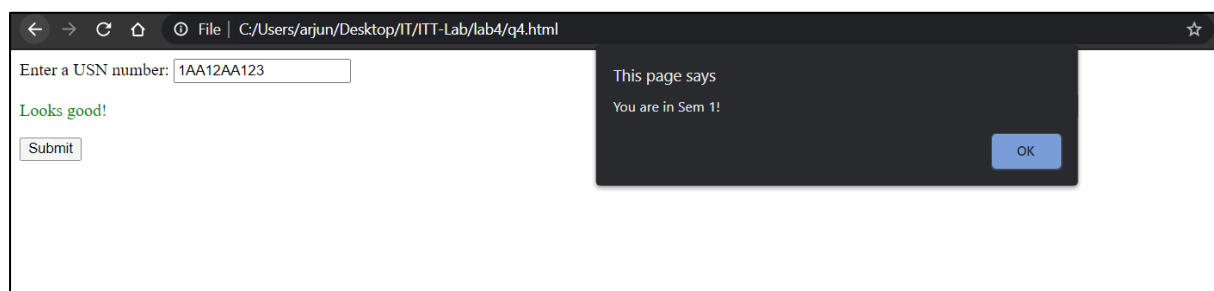 File | C:/Users/arjun/Desktop/IT/ITT-Lab/lab4/q4.html
Enter a USN number: 1AA12AA123
Looks good!
Submit
This page says
You are in Sem 1!
OK